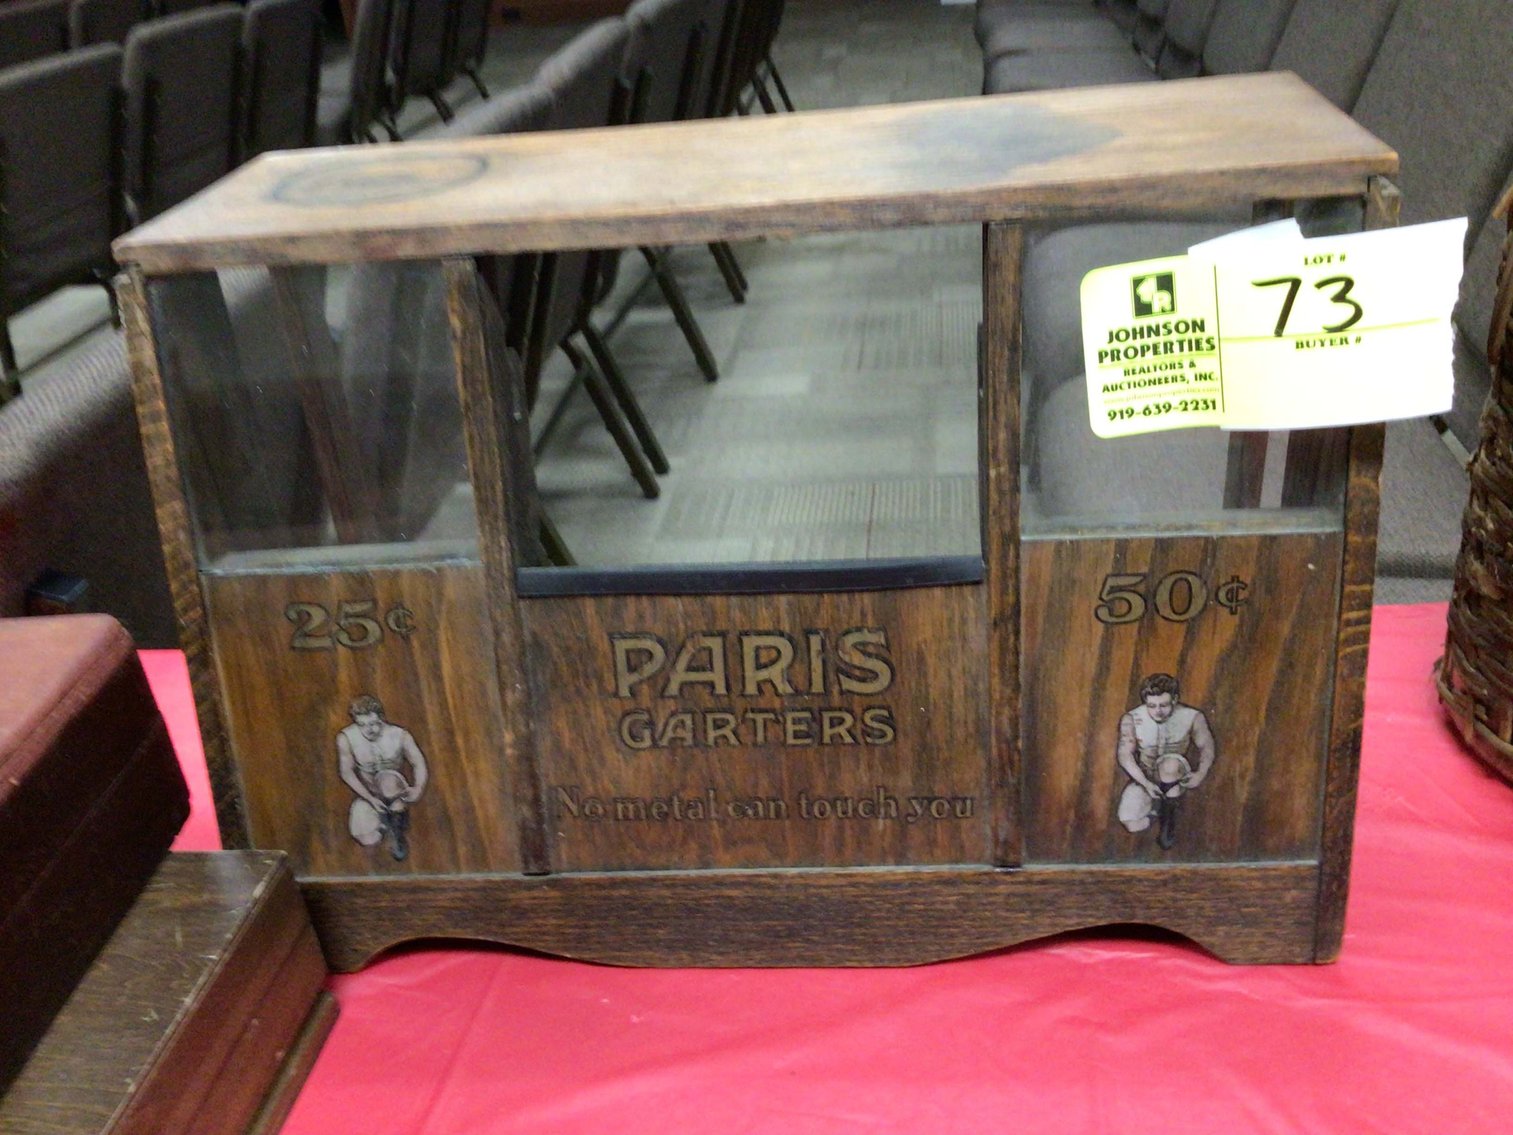 JOHNSON
PROPERTIES
REALTORS &
AUCTIONEERS, INC.
919-639-2231
LOT #
73
BUYER #
25¢
PARIS
GARTERS
No metal can touch you
50¢